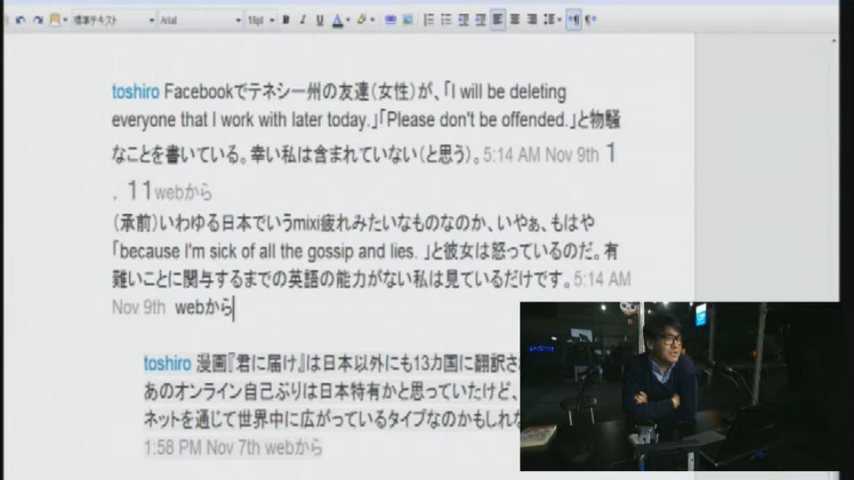 標準テキスト Arial 18pt B I U A
toshiro Facebookでテネシー州の友達（女性）が、「I will be deleting
everyone that I work with later today.」「Please don't be offended.」と物騒
なことを書いている。幸い私は含まれていない（と思う）。5:14 AM Nov 9th 1
, 11webから
（承前）いわゆる日本でいうmixi疲れみたいなものなのか、いやぁ、もはや
「because I'm sick of all the gossip and lies. 」と彼女は怒っているのだ。有
難いことに関与するまでの英語の能力がない私は見ているだけです。5:14 AM
Nov 9th webから
toshiro 漫画『君に届け』は日本以外にも13カ国に翻訳さ
あのオンライン自己ぶりは日本特有かと思っていたけど、
ネットを通じて世界中に広がっているタイプなのかもしれな
1:58 PM Nov 7th webから